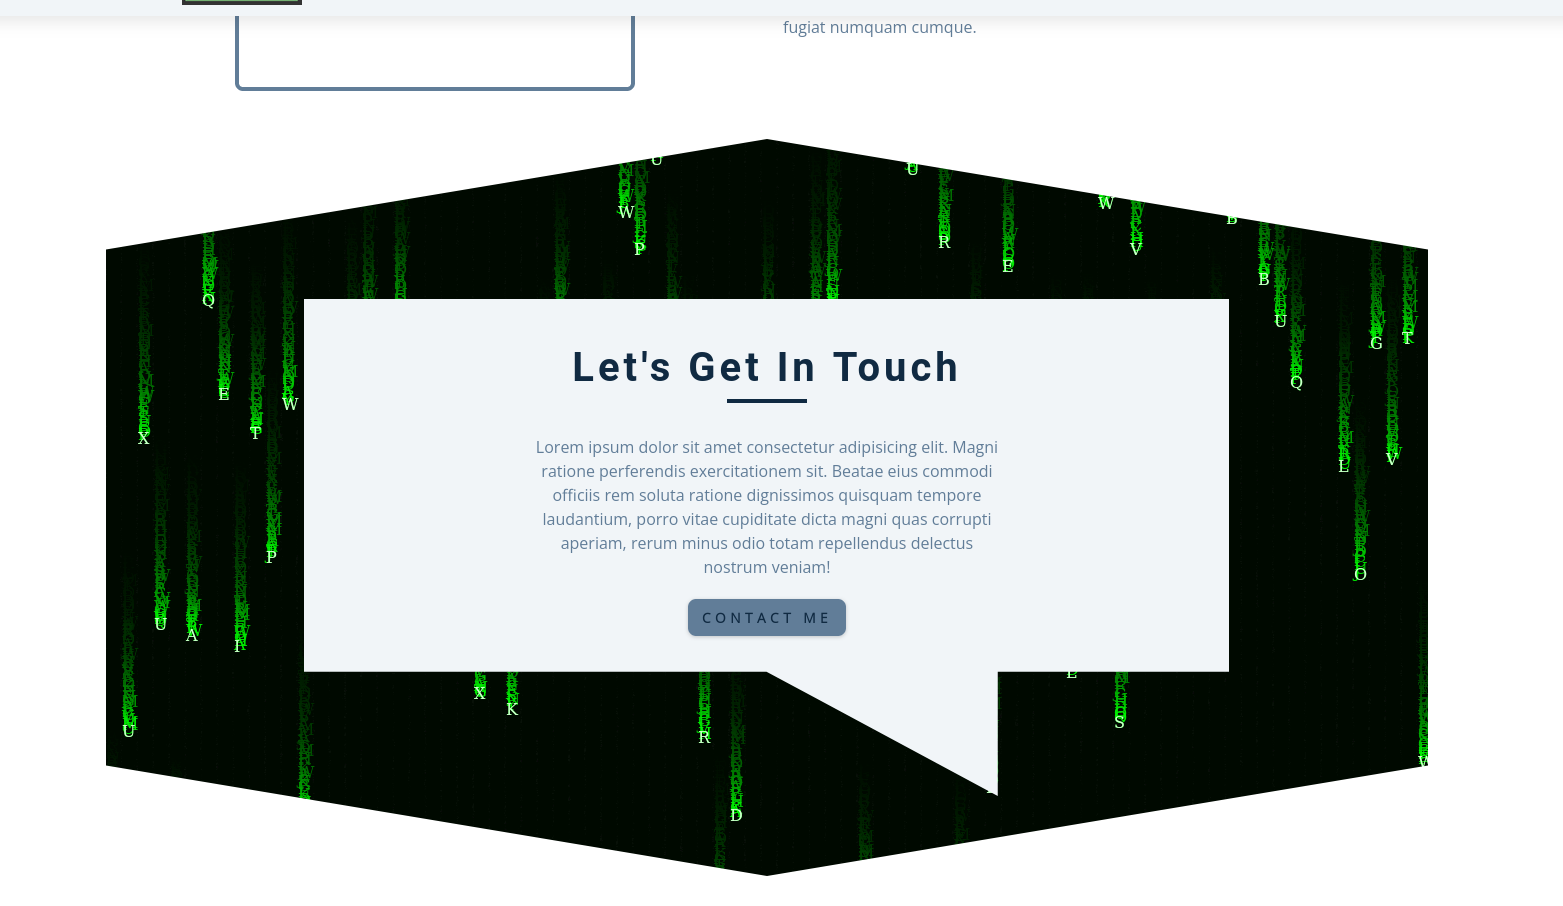 fugiat numquam cumque.
Let's Get In Touch
Lorem ipsum dolor sit amet consectetur adipisicing elit. Magni
ratione perferendis exercitationem sit. Beatae eius commodi
officiis rem soluta ratione dignissimos quisquam tempore
laudantium, porro vitae cupiditate dicta magni quas corrupti
aperiam, rerum minus odio totam repellendus delectus
nostrum veniam!
CONTACT ME